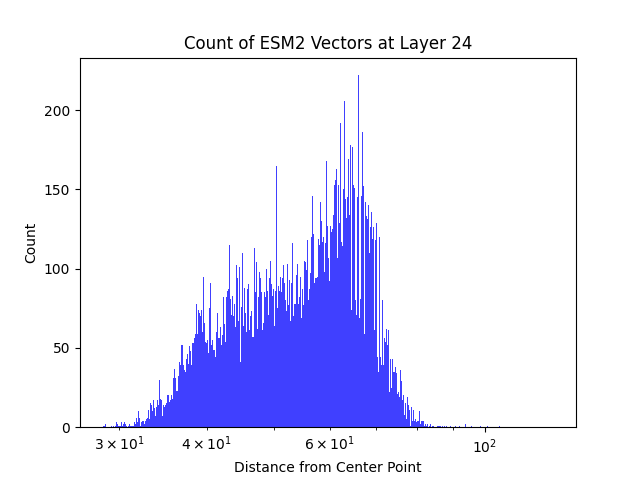 Count of ESM2 Vectors at Layer 24
200
150
100
50
0
Count
3 × 10¹ 4 × 10¹ 6 × 10¹ 10²
Distance from Center Point